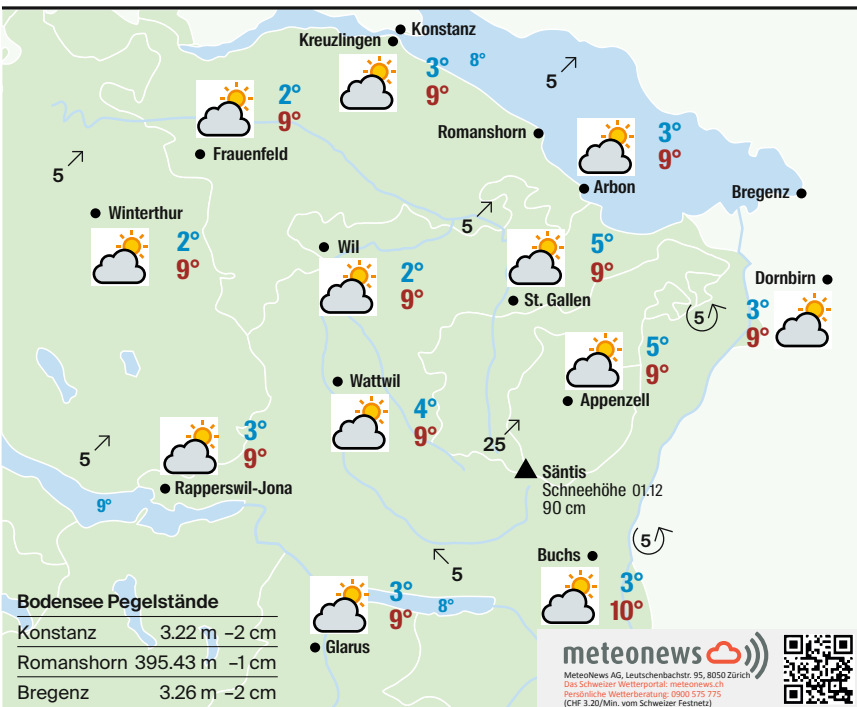 Konstanz
Kreuzlingen
3° 8°
9°
5
2°
9°
Frauenfeld
Romanshorn
3°
9°
Arbon
Bregenz
5
Winterthur
2°
9°
5
Wil
2°
9°
5°
9°
St. Gallen
Dornbirn
3°
9°
5
5°
9°
Appenzell
Wattwil
4°
9°
25
3°
9°
5
Rapperswil-Jona
9°
Säntis
Schneehöhe 01.12
90 cm
5
Buchs
3°
10°
5
3°
9°
8°
Glarus
Bodensee Pegelstände
Konstanz 3.22 m –2 cm
Romanshorn 395.43 m –1 cm
Bregenz 3.26 m –2 cm
meteonews
MeteoNews AG, Leutschenbachstr. 95, 8050 Zürich
Das Schweizer Wetterportal: meteonews.ch
Persönliche Wetterberatung: 0900 575 775
(CHF 3.20/Min. vom Schweizer Festnetz)